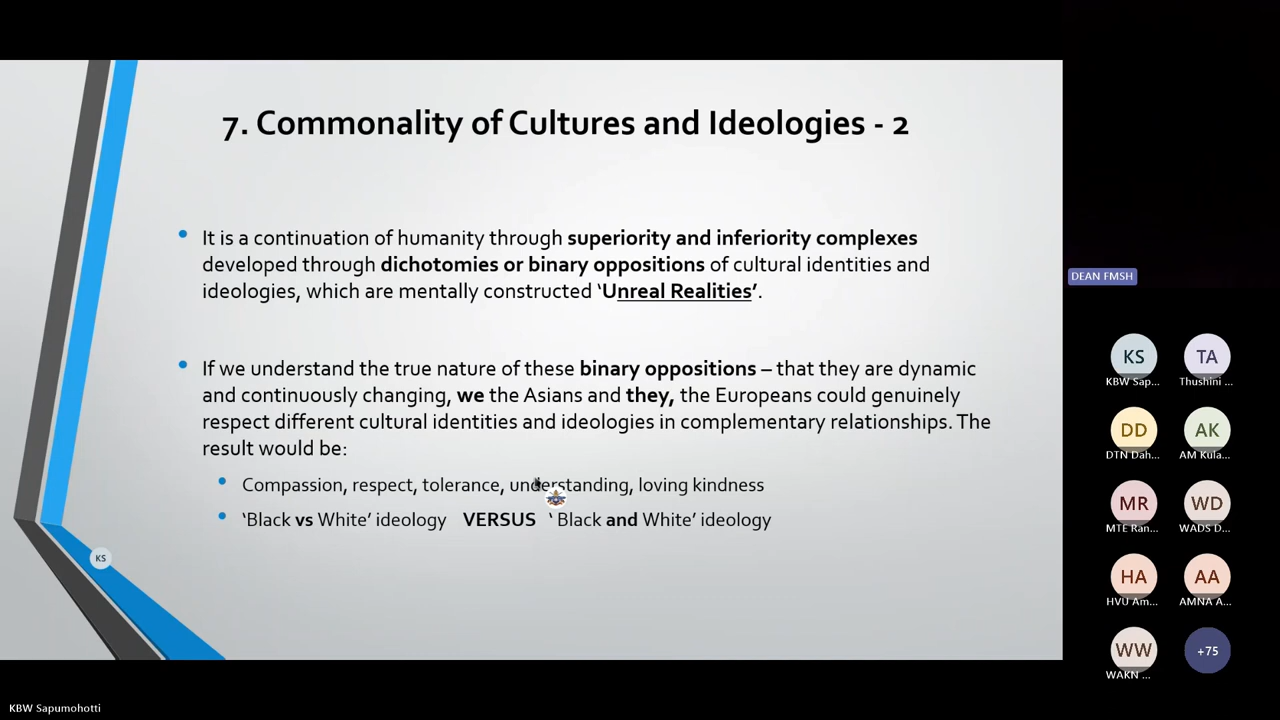 7. Commonality of Cultures and Ideologies - 2
• It is a continuation of humanity through superiority and inferiority complexes
developed through dichotomies or binary oppositions of cultural identities and
ideologies, which are mentally constructed ‘Unreal Realities’.
• If we understand the true nature of these binary oppositions – that they are dynamic
and continuously changing, we the Asians and they, the Europeans could genuinely
respect different cultural identities and ideologies in complementary relationships. The
result would be:
• Compassion, respect, tolerance, understanding, loving kindness
• ‘Black vs White’ ideology VERSUS ‘ Black and White’ ideology
KS
DEAN FMSH
KS
TA
KBW Sap...
Thushini ...
DD
AK
DTN Dah...
AM Kula...
MR
WD
MTE Ran...
WADS D...
HA
AA
HVU Am...
AMNA A...
WW
+75
WAKN ...
KBW Sapumohotti